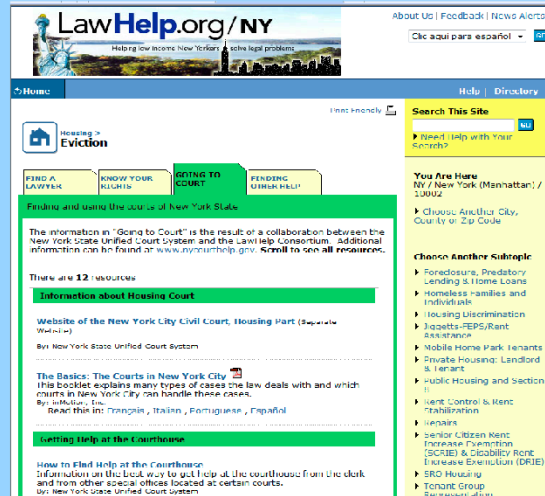 About Us | Feedback | News Alerts
LawHelp.org/NY
Helping low income New Yorkers solve legal problems
Clic aquí para español
GO
Home
Help | Directory
Print Friendly
Search This Site
GO
Need Help with Your Search?
Housing >
Eviction
FIND A LAWYER
KNOW YOUR RIGHTS
GOING TO COURT
FINDING OTHER HELP
Finding and using the courts of New York State
The information in "Going to Court" is the result of a collaboration between the
New York State Unified Court System and the LawHelp Consortium. Additional
information can be found at www.nycourthelp.gov. Scroll to see all resources.
There are 12 resources
Information about Housing Court
Website of the New York City Civil Court, Housing Part (Separate
Website)
By: New York State Unified Court System
The Basics: The Courts in New York City
This booklet explains many types of cases the law deals with and which
courts in New York City can handle these cases.
By: inMotion, Inc.
Read this in: Français , Italian , Portuguese , Español
Getting Help at the Courthouse
How to Find Help at the Courthouse
Information on the best way to get help at the courthouse from the clerk
and from other special offices located at certain courts.
By: New York State Unified Court System
You Are Here
NY / New York (Manhattan) /
10002
Choose Another City,
County or Zip Code
Choose Another Subtopic
Foreclosure, Predatory
Lending & Home Loans
Homeless Families and
Individuals
Housing Discrimination
Jiggetts-FEPS/Rent
Assistance
Mobile Home Park Tenants
Private Housing: Landlord
& Tenant
Public Housing and Section
8
Rent Control & Rent
Stabilization
Repairs
Senior Citizen Rent
Increase Exemption
(SCRIE) & Disability Rent
Increase Exemption (DRIE)
SRO Housing
Tenant Group
Representation